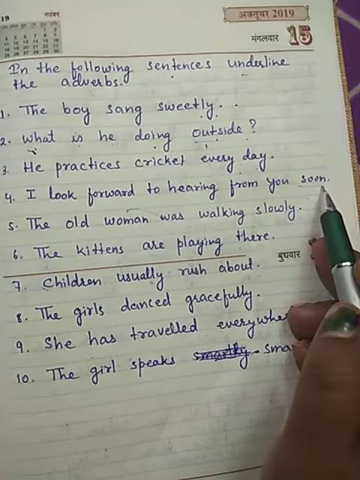 19 नवंबर
अक्तूबर 2019
मंगलवार 15
In the following sentences underline
the adverbs.
1. The boy sang sweetly.
2. What is he doing outside?
3. He practices cricket every day.
4. I look forward to hearing from you soon.
5. The old woman was walking slowly.
6. The kittens are playing there.
बुधवार
7. Children usually rush about.
8. The girls danced gracefully.
9. She has travelled everywhe
10. The girl speaks smartly sma